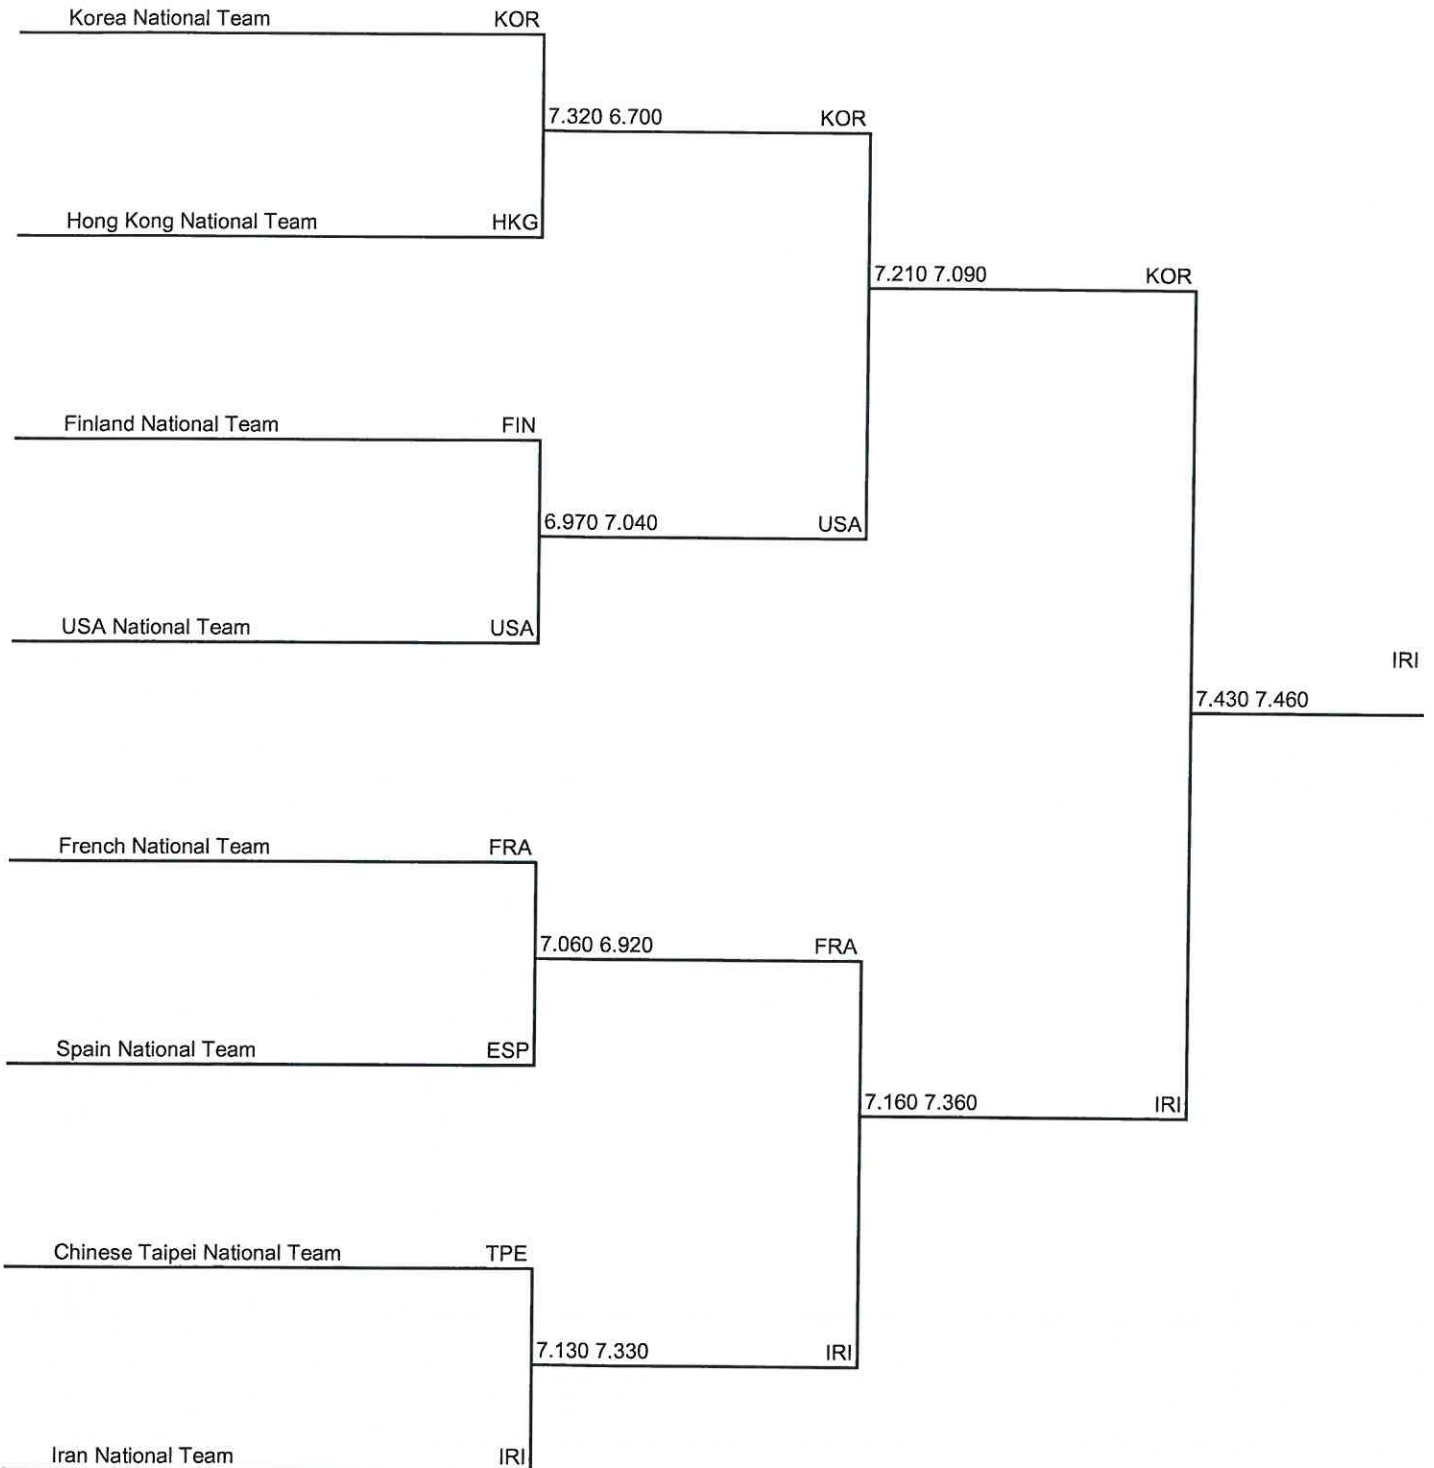 Korea National Team KOR
7.320 6.700 KOR
Hong Kong National Team HKG
7.210 7.090 KOR
Finland National Team FIN
6.970 7.040 USA
USA National Team USA
IRI
7.430 7.460
French National Team FRA
7.060 6.920 FRA
Spain National Team ESP
7.160 7.360 IRI
Chinese Taipei National Team TPE
7.130 7.330 IRI
Iran National Team IRI